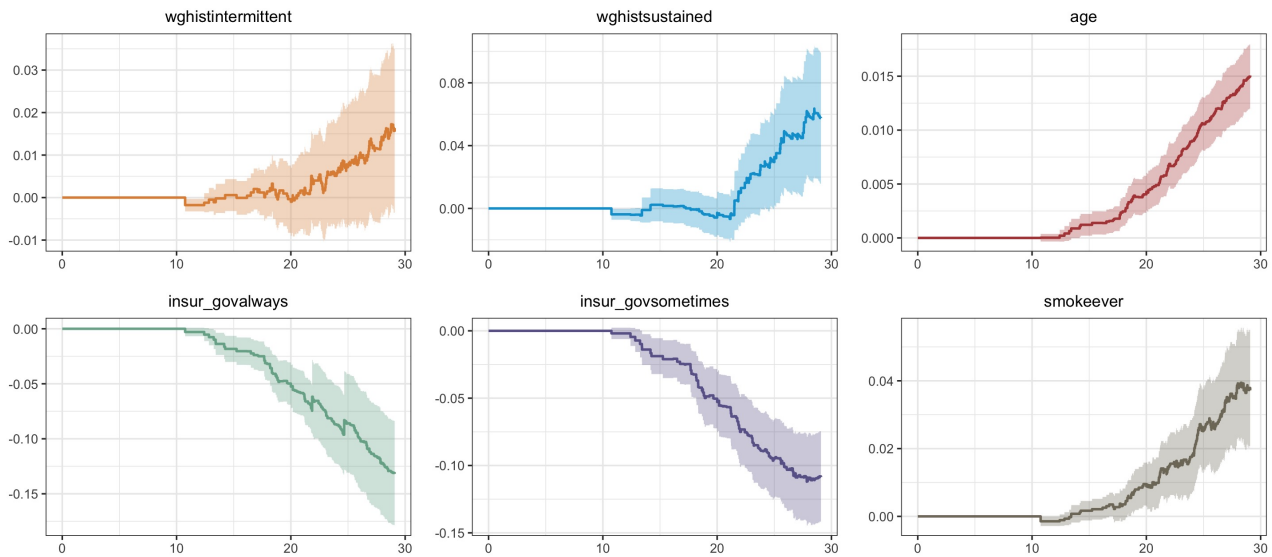 wghistintermittent
0.03
0.02
0.01
0.00
-0.01
0 10 20 30
wghistsustained
0.08
0.04
0.00
0 10 20 30
age
0.015
0.010
0.005
0.000
0 10 20 30
insur_govalways
0.00
-0.05
-0.10
-0.15
0 10 20 30
insur_govsometimes
0.00
-0.05
-0.10
-0.15
0 10 20 30
smokeever
0.04
0.02
0.00
0 10 20 30